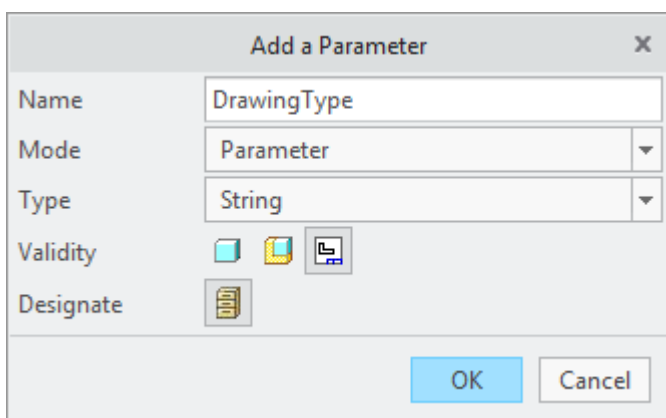 Add a Parameter
Name DrawingType
Mode Parameter
Type String
Validity
Designate
OK Cancel